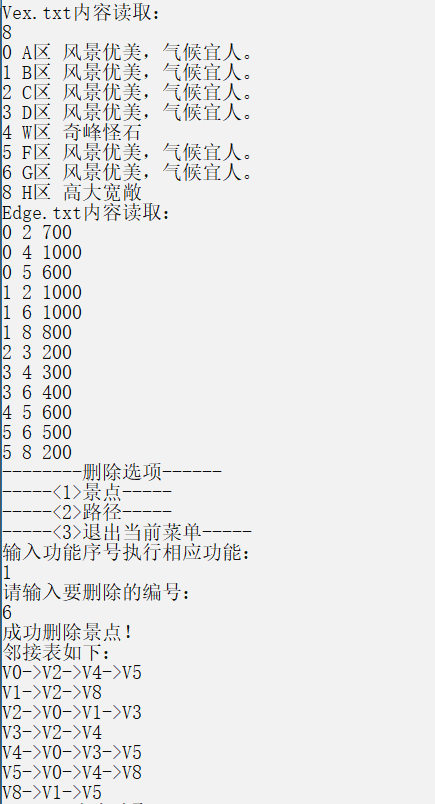 Vex.txt内容读取:
8
0 A区 风景优美，气候宜人。
1 B区 风景优美，气候宜人。
2 C区 风景优美，气候宜人。
3 D区 风景优美，气候宜人。
4 W区 奇峰怪石
5 F区 风景优美，气候宜人。
6 G区 风景优美，气候宜人。
8 H区 高大宽敞
Edge.txt内容读取:
0 2 700
0 4 1000
0 5 600
1 2 1000
1 6 1000
1 8 800
2 3 200
3 4 300
3 6 400
4 5 600
5 6 500
5 8 200
--------删除选项------
-----<1>景点-----
-----<2>路径-----
-----<3>退出当前菜单-----
输入功能序号执行相应功能:
1
请输入要删除的编号:
6
成功删除景点!
邻接表如下:
V0->V2->V4->V5
V1->V2->V8
V2->V0->V1->V3
V3->V2->V4
V4->V0->V3->V5
V5->V0->V4->V8
V8->V1->V5